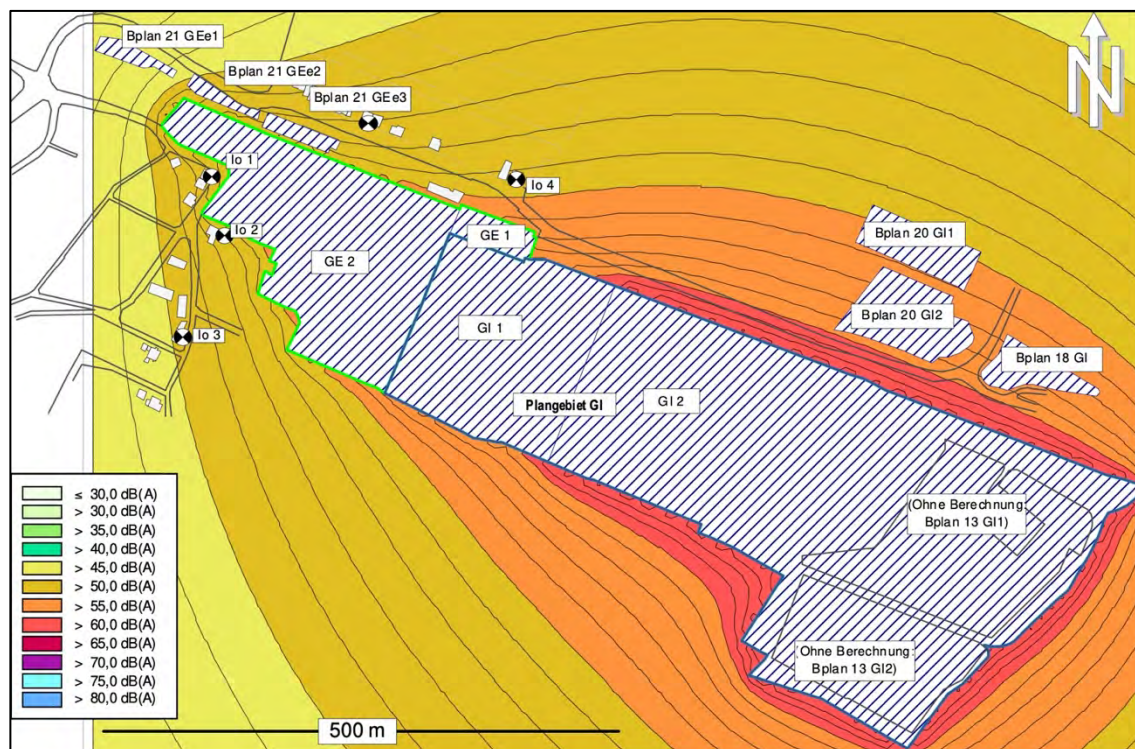 Bplan 21 GEe1
Bplan 21 GEe2
Bplan 21 GEe3
N
Io 1
Io 4
Io 2
Bplan 20 GI1
GE 1
GE 2
Bplan 20 GI2
GI 1
Io 3
Bplan 18 GI
Plangebiet GI
GI 2
≤ 30,0 dB(A)
> 30,0 dB(A)
> 35,0 dB(A)
> 40,0 dB(A)
> 45,0 dB(A)
> 50,0 dB(A)
> 55,0 dB(A)
> 60,0 dB(A)
> 65,0 dB(A)
> 70,0 dB(A)
> 75,0 dB(A)
> 80,0 dB(A)
(Ohne Berechnung:
Bplan 13 GI1)
(Ohne Berechnung:
Bplan 13 GI2)
500 m